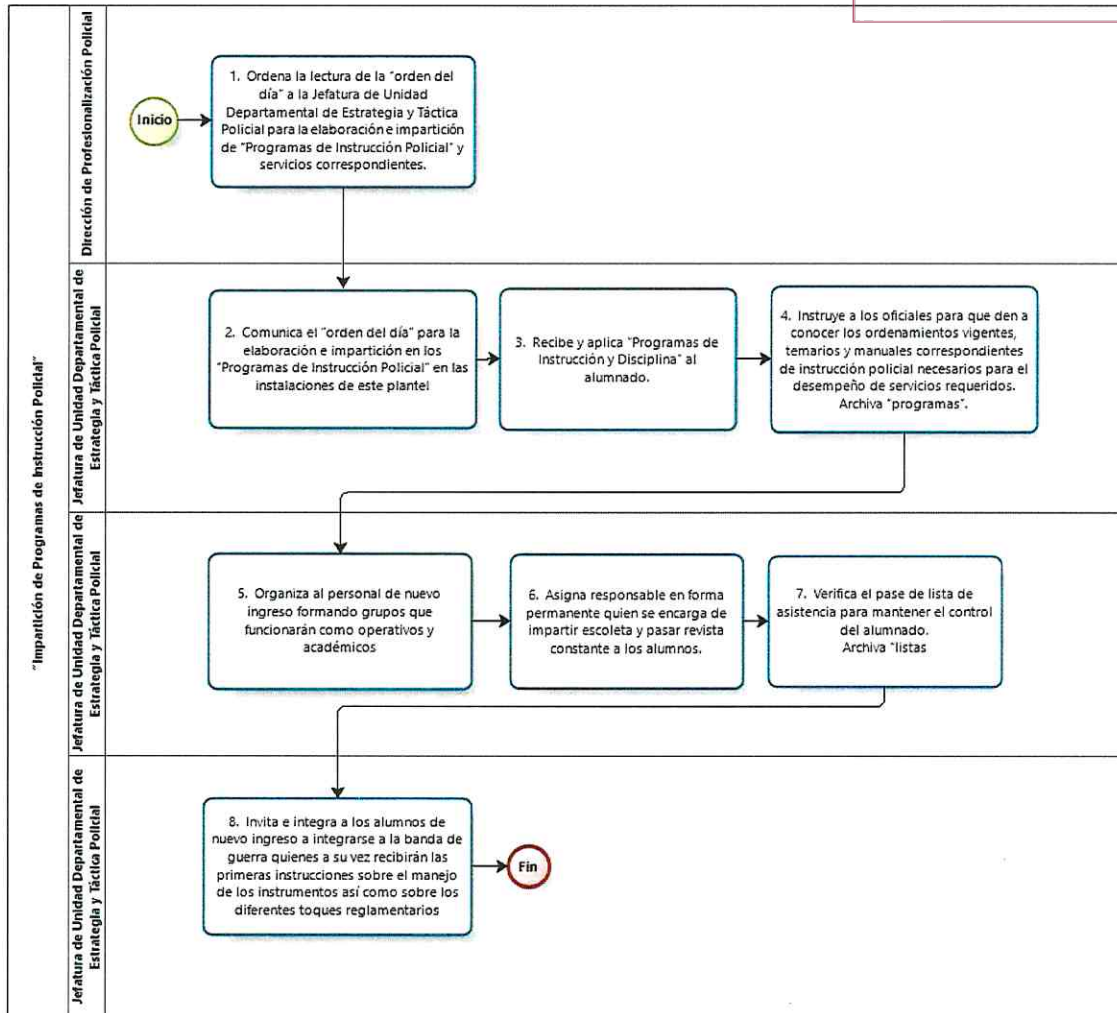 "Impartición de Programas de Instrucción Policial"
Dirección de Profesionalización Policial
Inicio
1. Ordena la lectura de la "orden del
día" a la Jefatura de Unidad
Departamental de Estrategia y Táctica
Policial para la elaboración e impartición
de "Programas de Instrucción Policial" y
servicios correspondientes.
Jefatura de Unidad Departamental de
Estrategia y Táctica Policial
2. Comunica el "orden del día" para la
elaboración e impartición en los
"Programas de Instrucción Policial" en las
instalaciones de este plantel
3. Recibe y aplica "Programas de
Instrucción y Disciplina" al
alumnado.
4. Instruye a los oficiales para que den a
conocer los ordenamientos vigentes,
temarios y manuales correspondientes
de instrucción policial necesarios para el
desempeño de servicios requeridos.
Archiva "programas".
Jefatura de Unidad Departamental de
Estrategia y Táctica Policial
5. Organiza al personal de nuevo
ingreso formando grupos que
funcionarán como operativos y
académicos
6. Asigna responsable en forma
permanente quien se encarga de
impartir escoleta y pasar revista
constante a los alumnos.
7. Verifica el pase de lista de
asistencia para mantener el control
del alumnado.
Archiva "listas
Jefatura de Unidad Departamental de
Estrategia y Táctica Policial
8. Invita e integra a los alumnos de
nuevo ingreso a integrarse a la banda de
guerra quienes a su vez recibirán las
primeras instrucciones sobre el manejo
de los instrumentos así como sobre los
diferentes toques reglamentarios
Fin